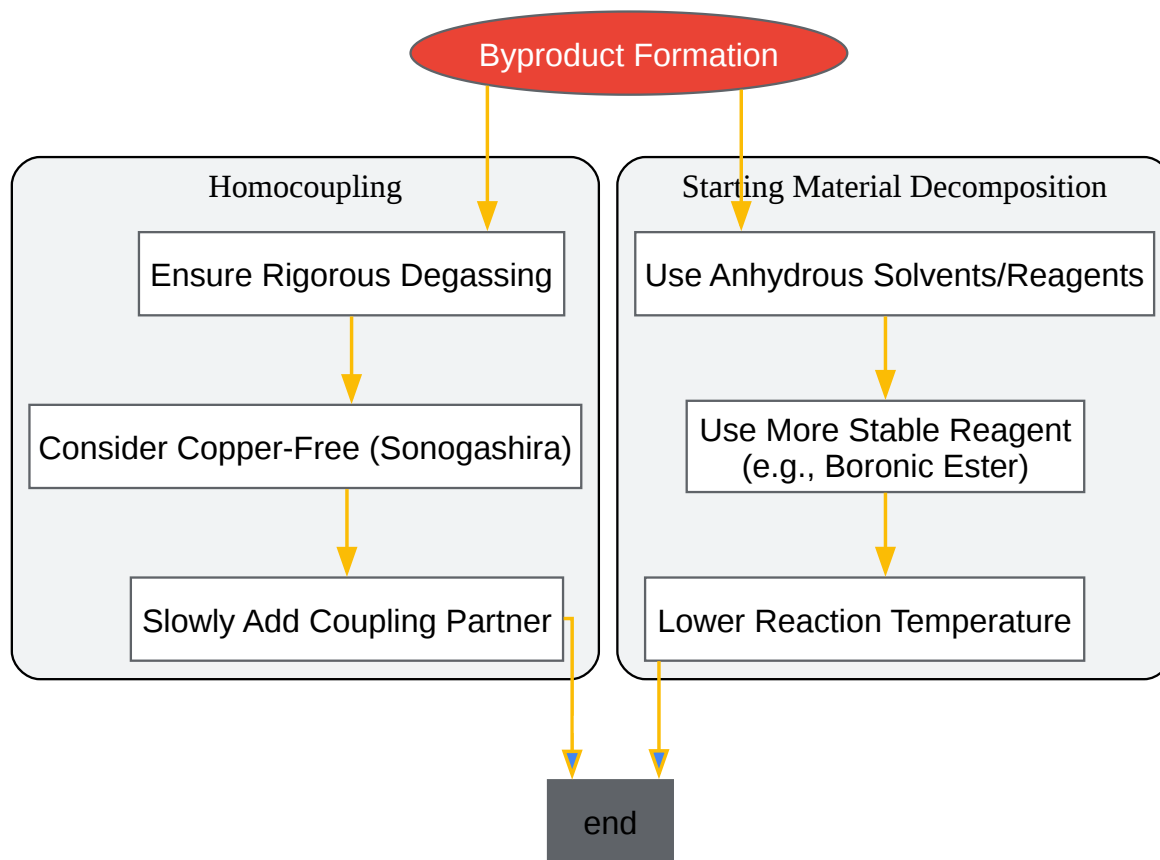 Byproduct Formation
Homocoupling
Ensure Rigorous Degassing
Consider Copper-Free (Sonogashira)
Slowly Add Coupling Partner
Starting Material Decomposition
Use Anhydrous Solvents/Reagents
Use More Stable Reagent
(e.g., Boronic Ester)
Lower Reaction Temperature
end